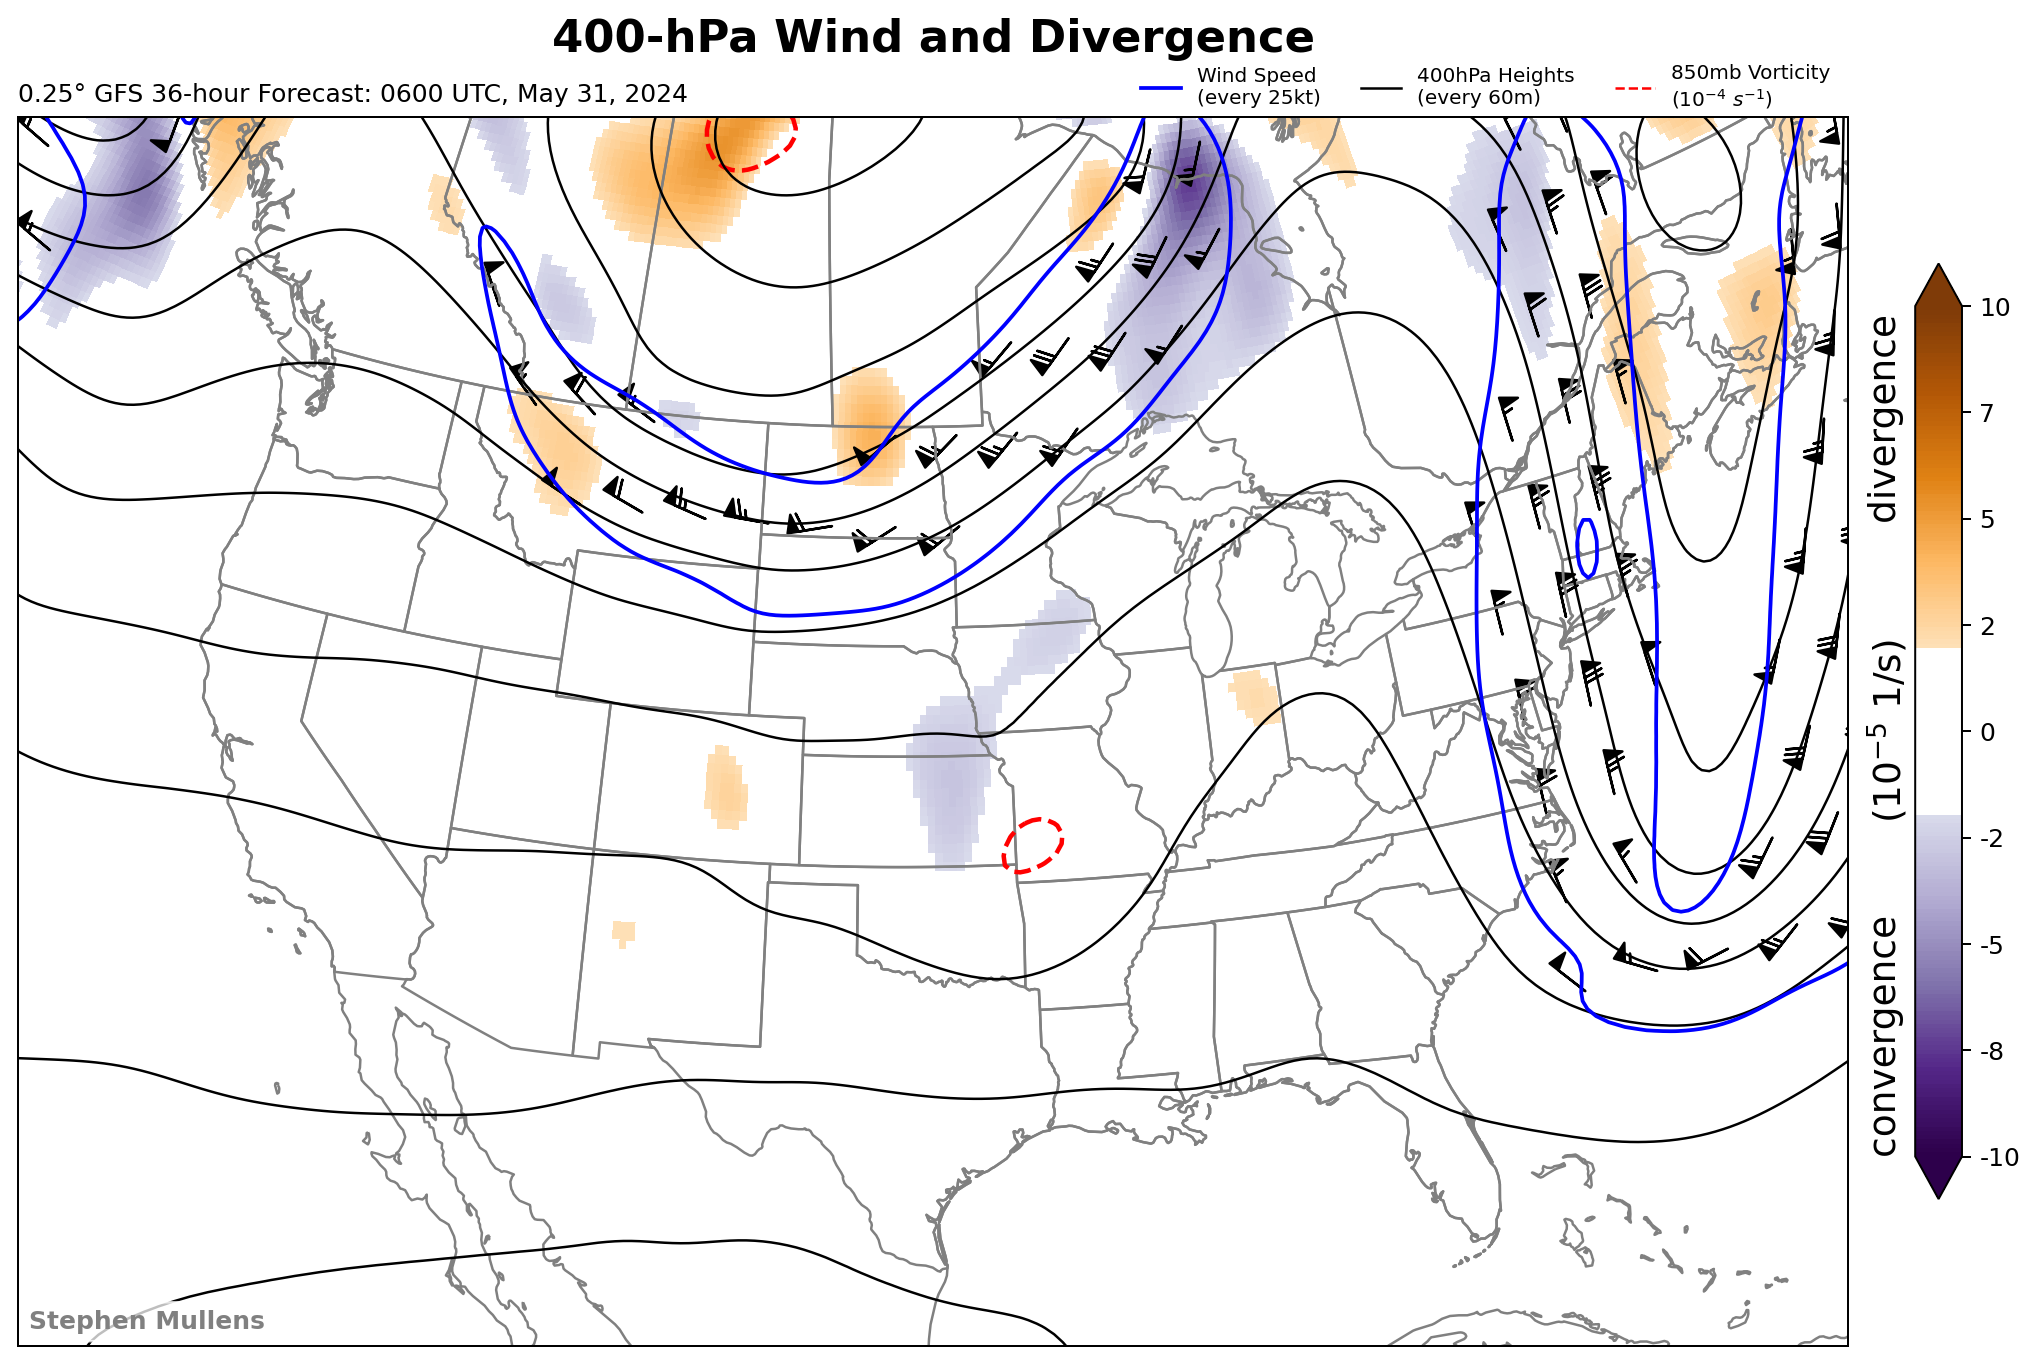 400-hPa Wind and Divergence
0.25° GFS 36-hour Forecast: 0600 UTC, May 31, 2024
Wind Speed
(every 25kt)
400hPa Heights
(every 60m)
850mb Vorticity
(10⁻⁴ s⁻¹)
10
7
5
2
0
-2
-5
-8
-10
convergence (10⁻⁵ 1/s) divergence
Stephen Mullens